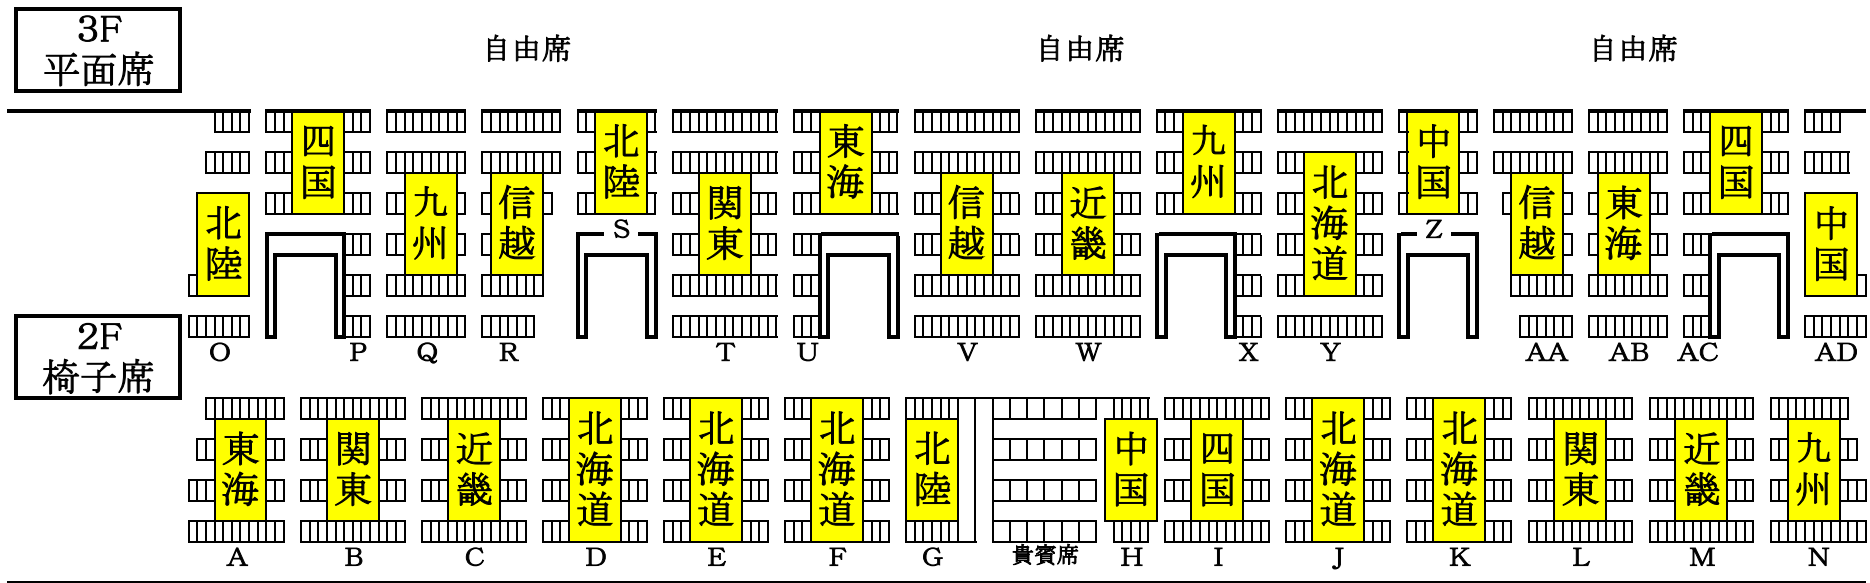 3F
平面席
自由席 自由席 自由席
四国 北陸 東海 九州 中国 四国
北海道
九州 信越 関東 信越 近畿 信越 東海
北陸 中国
S Z
2F
椅子席
O P Q R T U V W X Y AA AB AC AD
北海道 北海道 北海道 北海道 北海道
東海 関東 近畿 北陸 中国 四国 関東 近畿 九州
A B C D E F G 貴賓席 H I J K L M N